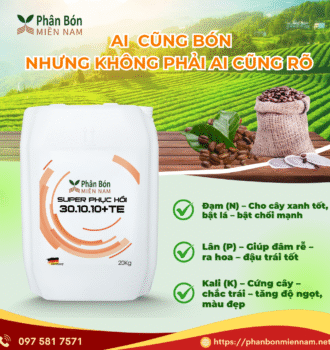 Phân Bón
MIỀN NAM
AI CŨNG BÓN
NHƯNG KHÔNG PHẢI AI CŨNG RÕ
Phân Bón
MIỀN NAM
SUPER PHỤC HỒI
30.10.10+TE
20Kg
Đạm (N) – Cho cây xanh tốt,
bật lá – bật chồi mạnh
Lân (P) – Giúp đâm rễ –
ra hoa – đậu trái tốt
Kali (K) – Cứng cây –
chắc trái – tăng độ ngọt,
màu đẹp
097 581 7571
https://phanbonmiennam.net